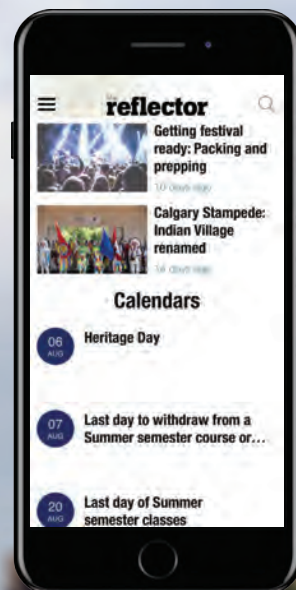 the
reflector
Getting festival
ready: Packing and
prepping
10 days ago
Calgary Stampede:
Indian Village
renamed
14 days ago
Calendars
06
AUG
Heritage Day
07
AUG
Last day to withdraw from a
Summer semester course or…
20
AUG
Last day of Summer
semester classes